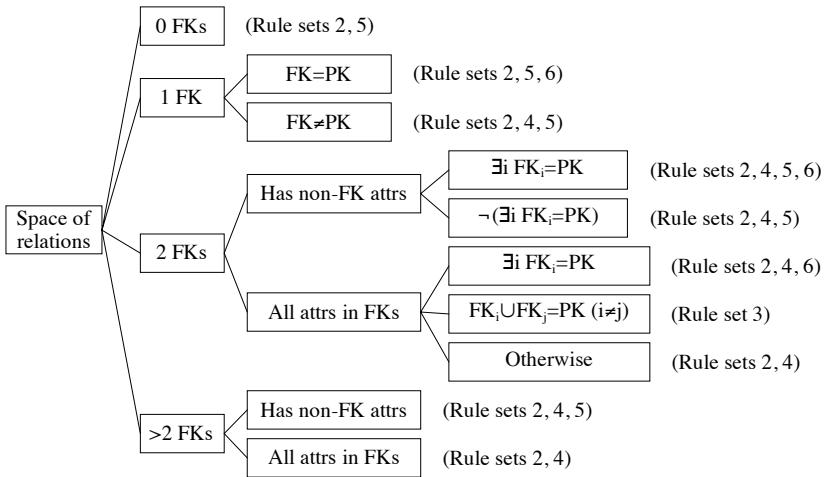 0 FKs (Rule sets 2, 5)
FK=PK (Rule sets 2, 5, 6)
1 FK
FK≠PK (Rule sets 2, 4, 5)
∃i FKᵢ=PK (Rule sets 2, 4, 5, 6)
Has non-FK attrs
¬(∃i FKᵢ=PK) (Rule sets 2, 4, 5)
Space of
relations
2 FKs
∃i FKᵢ=PK (Rule sets 2, 4, 6)
All attrs in FKs
FKᵢ∪FKⱼ=PK (i≠j) (Rule set 3)
Otherwise (Rule sets 2, 4)
Has non-FK attrs (Rule sets 2, 4, 5)
>2 FKs
All attrs in FKs (Rule sets 2, 4)